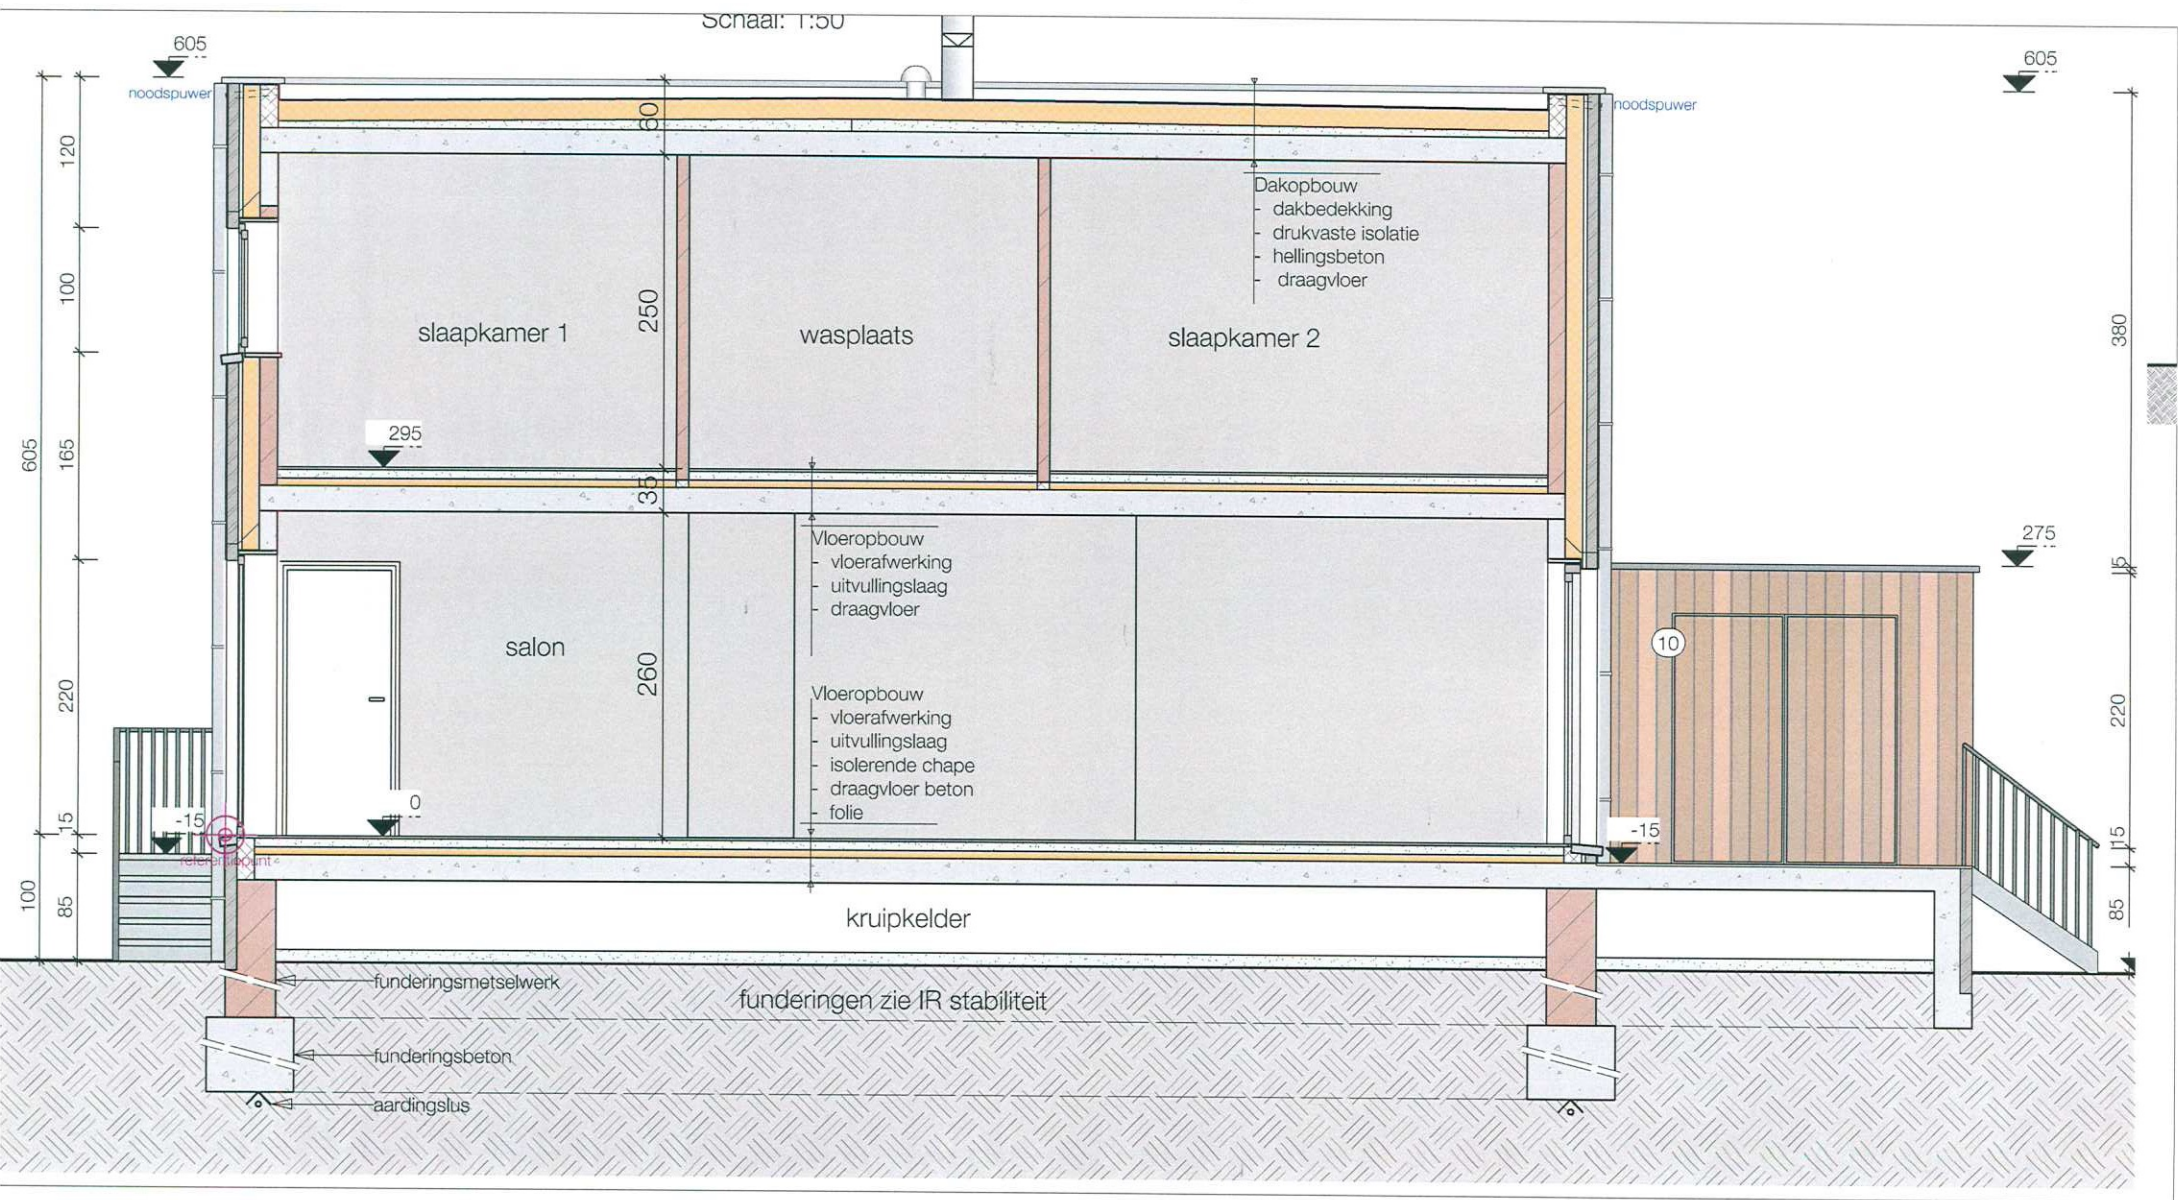 Schaal: 1:50
605
605
noodspuwer
noodspuwer
60
120
Dakopbouw
- dakbedekking
- drukvaste isolatie
- hellingsbeton
- draagvloer
100
250
380
slaapkamer 1
wasplaats
slaapkamer 2
295
605
165
35
275
Vloeropbouw
- vloerafwerking
- uitvullingslaag
- draagvloer
15
10
salon
260
220
220
Vloeropbouw
- vloerafwerking
- uitvullingslaag
- isolerende chape
- draagvloer beton
- folie
0
-15
15
-15
15
referentiepunt
100
85
85
kruipkelder
funderingsmetselwerk
funderingen zie IR stabiliteit
funderingsbeton
aardingslus